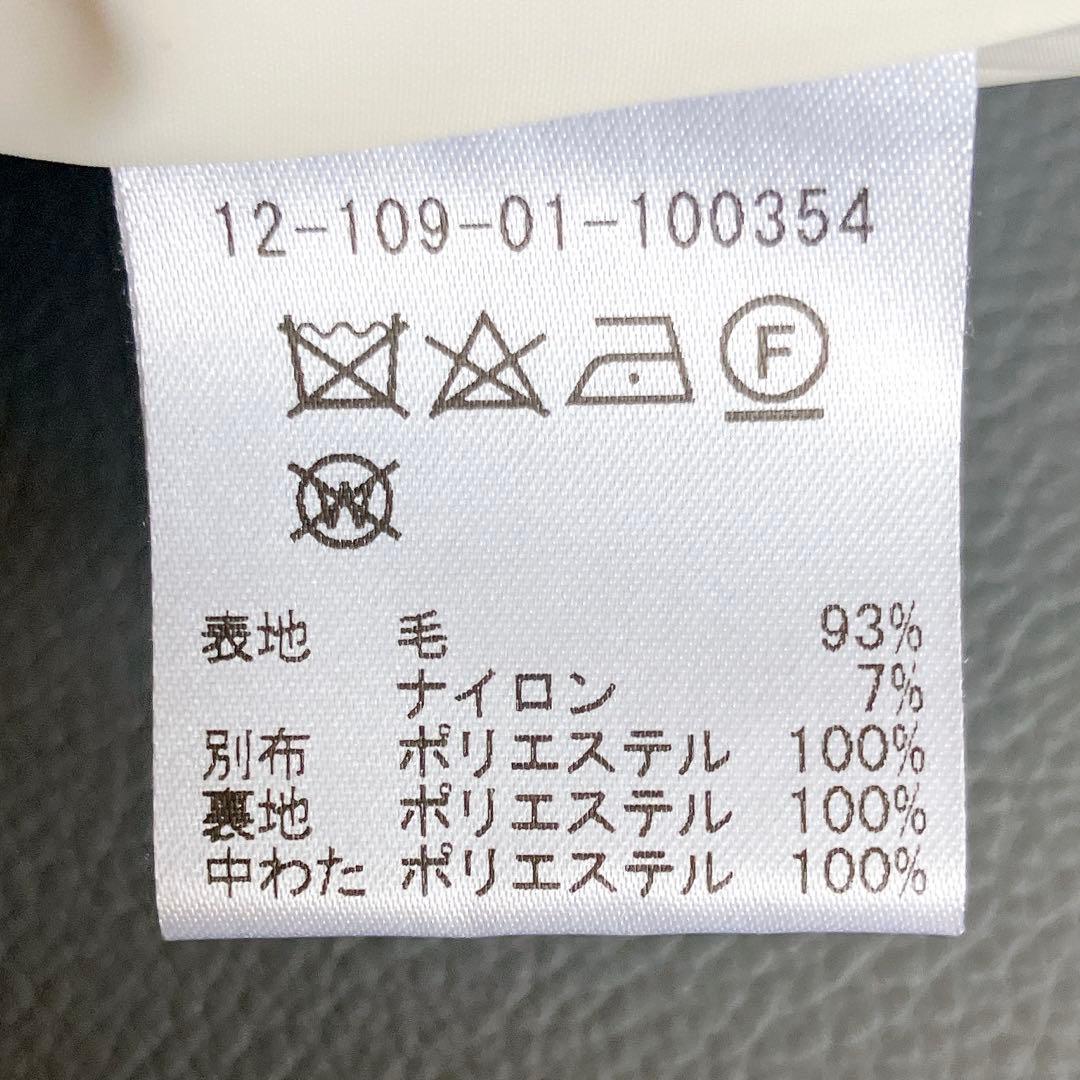 12-109-01-100354
F
W
表地 毛 93%
ナイロン 7%
別布 ポリエステル 100%
裏地 ポリエステル 100%
中わた ポリエステル 100%